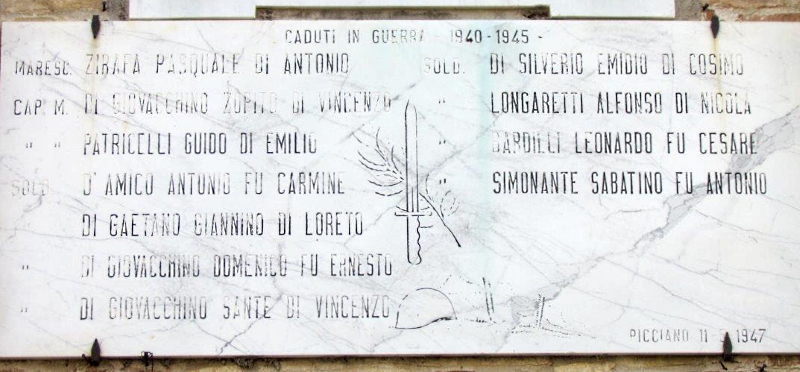 CADUTI IN GUERRA 1940-1945-
MARESC. ZIRAFA PASQUALE DI ANTONIO
CAP. M. DI GIOVACCHINO ZOPITO DI VINCENZO
" " PATRICELLI GUIDO DI EMILIO
SOLD. D'AMICO ANTONIO FU CARMINE
DI GAETANO GIANNINO DI LORETO
" DI GIOVACCHINO DOMENICO FU ERNESTO
" DI GIOVACCHINO SANTE DI VINCENZO
SOLD. DI SILVERIO EMIDIO DI COSIMO
" LONGARETTI ALFONSO DI NICOLA
" LEONARDO FU CESARE
" SIMONANTE SABATINO FU ANTONIO
PICCIANO 11 1947